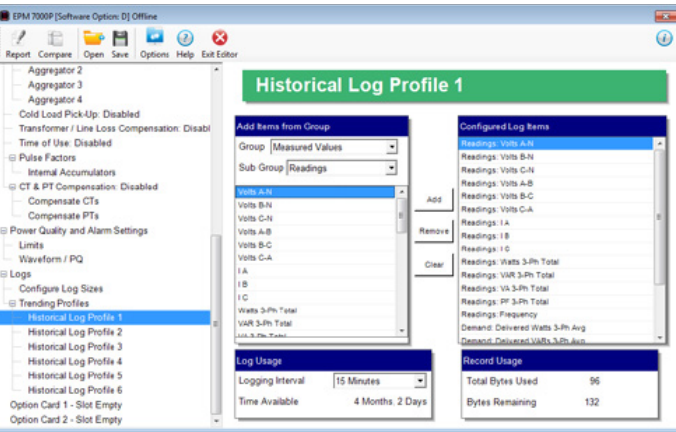 EPM 7000P [Software Option: D] Offline
Report Compare Open Save Options Help Exit Editor
Aggregator 2
Aggregator 3
Aggregator 4
Cold Load Pick-Up: Disabled
Transformer / Line Loss Compensation: Disabl
Time of Use: Disabled
Pulse Factors
Internal Accumulators
CT & PT Compensation: Disabled
Compensate CTs
Compensate PTs
Power Quality and Alarm Settings
Limits
Waveform / PQ
Logs
Configure Log Sizes
Trending Profiles
Historical Log Profile 1
Historical Log Profile 2
Historical Log Profile 3
Historical Log Profile 4
Historical Log Profile 5
Historical Log Profile 6
Option Card 1 - Slot Empty
Option Card 2 - Slot Empty
Historical Log Profile 1
Add Items from Group
Group Measured Values
Sub Group Readings
Volts A-N
Volts B-N
Volts C-N
Volts A-B
Volts B-C
Volts C-A
I A
I B
I C
Watts 3-Ph Total
VAR 3-Ph Total
VA 3-Ph Total
Add
Remove
Clear
Configured Log Items
Readings: Volts A-N
Readings: Volts B-N
Readings: Volts C-N
Readings: Volts A-B
Readings: Volts B-C
Readings: Volts C-A
Readings: I A
Readings: I B
Readings: I C
Readings: Watts 3-Ph Total
Readings: VAR 3-Ph Total
Readings: VA 3-Ph Total
Readings: PF 3-Ph Total
Readings: Frequency
Demand: Delivered Watts 3-Ph Avg
Demand: Delivered VARs 3-Ph Avg
Log Usage
Logging Interval 15 Minutes
Time Available 4 Months. 2 Days
Record Usage
Total Bytes Used 96
Bytes Remaining 132